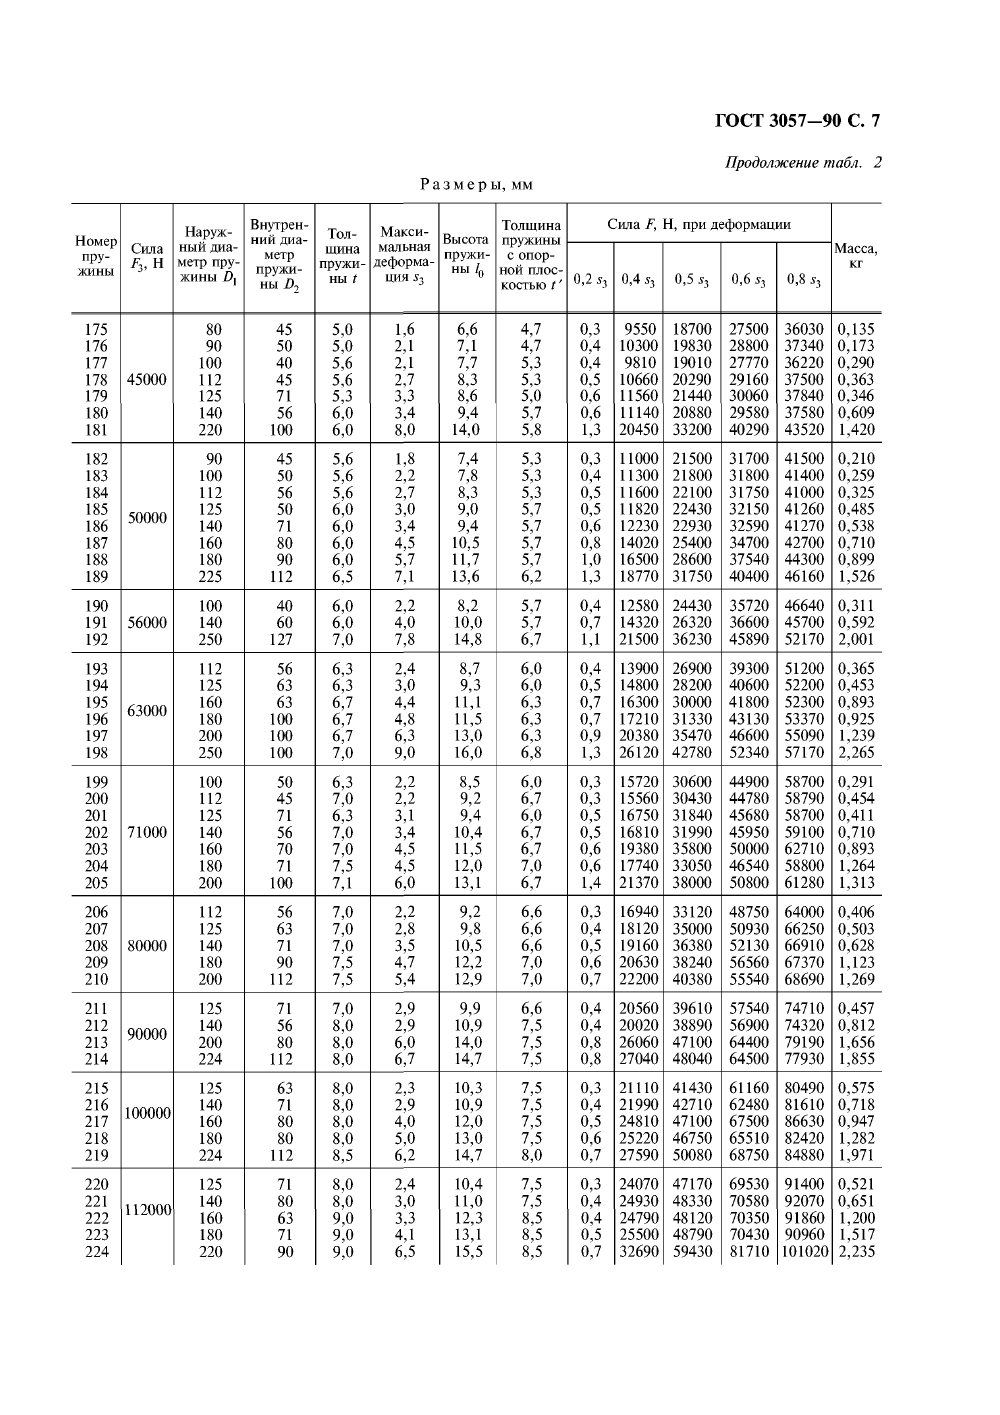 ГОСТ 3057—90 С. 7
Продолжение табл. 2
Размеры, мм
Номер пру- жины | Сила F3, Н | Наруж- ный диа- метр пру- жины D1 | Внутрен- ний диа- метр пружи- ны D2 | Тол- щина пружи- ны t | Макси- мальная деформа- ция s3 | Высота пружи- ны l0 | Толщина пружины с опор- ной плос- костью t′ | Сила F, Н, при деформации | Масса, кг
0,2 s3 | 0,4 s3 | 0,5 s3 | 0,6 s3 | 0,8 s3
175 80 45 5,0 1,6 6,6 4,7 0,3 9550 18700 27500 36030 0,135
176 90 50 5,0 2,1 7,1 4,7 0,4 10300 19830 28800 37340 0,173
177 100 40 5,6 2,1 7,7 5,3 0,4 9810 19010 27770 36220 0,290
178 45000 112 45 5,6 2,7 8,3 5,3 0,5 10660 20290 29160 37500 0,363
179 125 71 5,3 3,3 8,6 5,0 0,6 11560 21440 30060 37840 0,346
180 140 56 6,0 3,4 9,4 5,7 0,6 11140 20880 29580 37580 0,609
181 220 100 6,0 8,0 14,0 5,8 1,3 20450 33200 40290 43520 1,420
182 90 45 5,6 1,8 7,4 5,3 0,3 11000 21500 31700 41500 0,210
183 100 50 5,6 2,2 7,8 5,3 0,4 11300 21800 31800 41400 0,259
184 112 56 5,6 2,7 8,3 5,3 0,5 11600 22100 31750 41000 0,325
185 50000 125 50 6,0 3,0 9,0 5,7 0,5 11820 22430 32150 41260 0,485
186 140 71 6,0 3,4 9,4 5,7 0,6 12230 22930 32590 41270 0,538
187 160 80 6,0 4,5 10,5 5,7 0,8 14020 25400 34700 42700 0,710
188 180 90 6,0 5,7 11,7 5,7 1,0 16500 28600 37540 44300 0,899
189 225 112 6,5 7,1 13,6 6,2 1,3 18770 31750 40400 46160 1,526
190 100 40 6,0 2,2 8,2 5,7 0,4 12580 24430 35720 46640 0,311
191 56000 140 60 6,0 4,0 10,0 5,7 0,7 14320 26320 36600 45700 0,592
192 250 127 7,0 7,8 14,8 6,7 1,1 21500 36230 45890 52170 2,001
193 112 56 6,3 2,4 8,7 6,0 0,4 13900 26900 39300 51200 0,365
194 125 63 6,3 3,0 9,3 6,0 0,5 14800 28200 40600 52200 0,453
195 63000 160 63 6,7 4,4 11,1 6,3 0,7 16300 30000 41800 52300 0,893
196 180 100 6,7 4,8 11,5 6,3 0,7 17210 31330 43130 53370 0,925
197 200 100 6,7 6,3 13,0 6,3 0,9 20380 35470 46600 55090 1,239
198 250 100 7,0 9,0 16,0 6,8 1,3 26120 42780 52340 57170 2,265
199 100 50 6,3 2,2 8,5 6,0 0,3 15720 30600 44900 58700 0,291
200 112 45 7,0 2,2 9,2 6,7 0,3 15560 30430 44780 58790 0,454
201 125 71 6,3 3,1 9,4 6,0 0,5 16750 31840 45680 58700 0,411
202 71000 140 56 7,0 3,4 10,4 6,7 0,5 16810 31990 45950 59100 0,710
203 160 70 7,0 4,5 11,5 6,7 0,6 19380 35800 50000 62710 0,893
204 180 71 7,5 4,5 12,0 7,0 0,6 17740 33050 46540 58800 1,264
205 200 100 7,1 6,0 13,1 6,7 1,4 21370 38000 50800 61280 1,313
206 112 56 7,0 2,2 9,2 6,6 0,3 16940 33120 48750 64000 0,406
207 125 63 7,0 2,8 9,8 6,6 0,4 18120 35000 50930 66250 0,503
208 80000 140 71 7,0 3,5 10,5 6,6 0,5 19160 36380 52130 66910 0,628
209 180 90 7,5 4,7 12,2 7,0 0,6 20630 38240 56560 67370 1,123
210 200 112 7,5 5,4 12,9 7,0 0,7 22200 40380 55540 68690 1,269
211 125 71 7,0 2,9 9,9 6,6 0,4 20560 39610 57540 74710 0,457
212 90000 140 56 8,0 2,9 10,9 7,5 0,4 20020 38890 56900 74320 0,812
213 200 80 8,0 6,0 14,0 7,5 0,8 26060 47100 64400 79190 1,656
214 224 112 8,0 6,7 14,7 7,5 0,8 27040 48040 64500 77930 1,855
215 125 63 8,0 2,3 10,3 7,5 0,3 21110 41430 61160 80490 0,575
216 100000 140 71 8,0 2,9 10,9 7,5 0,4 21990 42710 62480 81610 0,718
217 160 80 8,0 4,0 12,0 7,5 0,5 24810 47100 67500 86630 0,947
218 180 80 8,0 5,0 13,0 7,5 0,6 25220 46750 65510 82420 1,282
219 224 112 8,5 6,2 14,7 8,0 0,7 27590 50080 68750 84880 1,971
220 125 71 8,0 2,4 10,4 7,5 0,3 24070 47170 69530 91400 0,521
221 112000 140 80 8,0 3,0 11,0 7,5 0,4 24930 48330 70580 92070 0,651
222 160 63 9,0 3,3 12,3 8,5 0,4 24790 48120 70350 91860 1,200
223 180 71 9,0 4,1 13,1 8,5 0,5 25500 48790 70430 90960 1,517
224 220 90 9,0 6,5 15,5 8,5 0,7 32690 59430 81710 101020 2,235